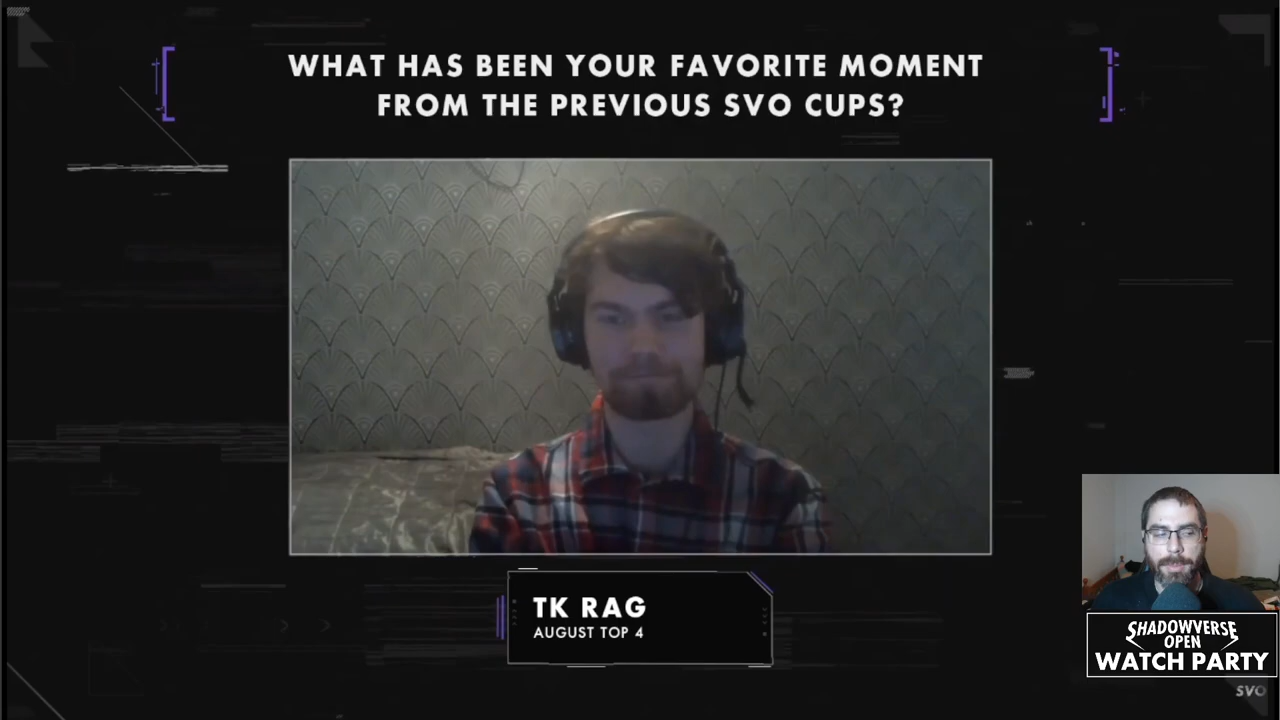 WHAT HAS BEEN YOUR FAVORITE MOMENT
FROM THE PREVIOUS SVO CUPS?
TK RAG
AUGUST TOP 4
SHADOWVERSE
OPEN
WATCH PARTY
SVO